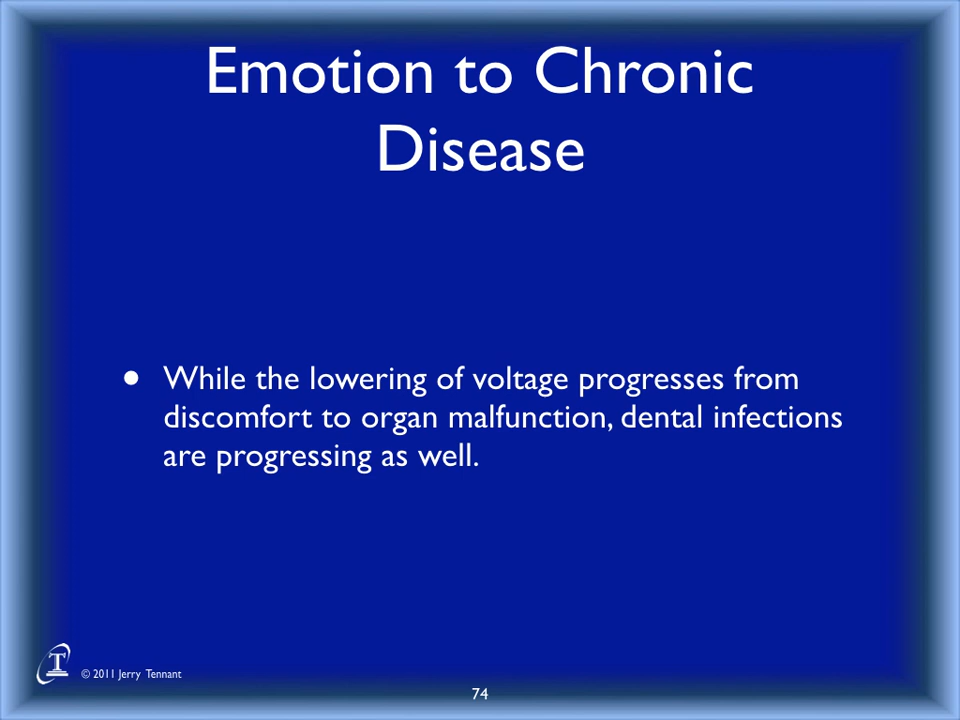 Emotion to Chronic
Disease
• While the lowering of voltage progresses from
discomfort to organ malfunction, dental infections
are progressing as well.
T
© 2011 Jerry Tennant
74